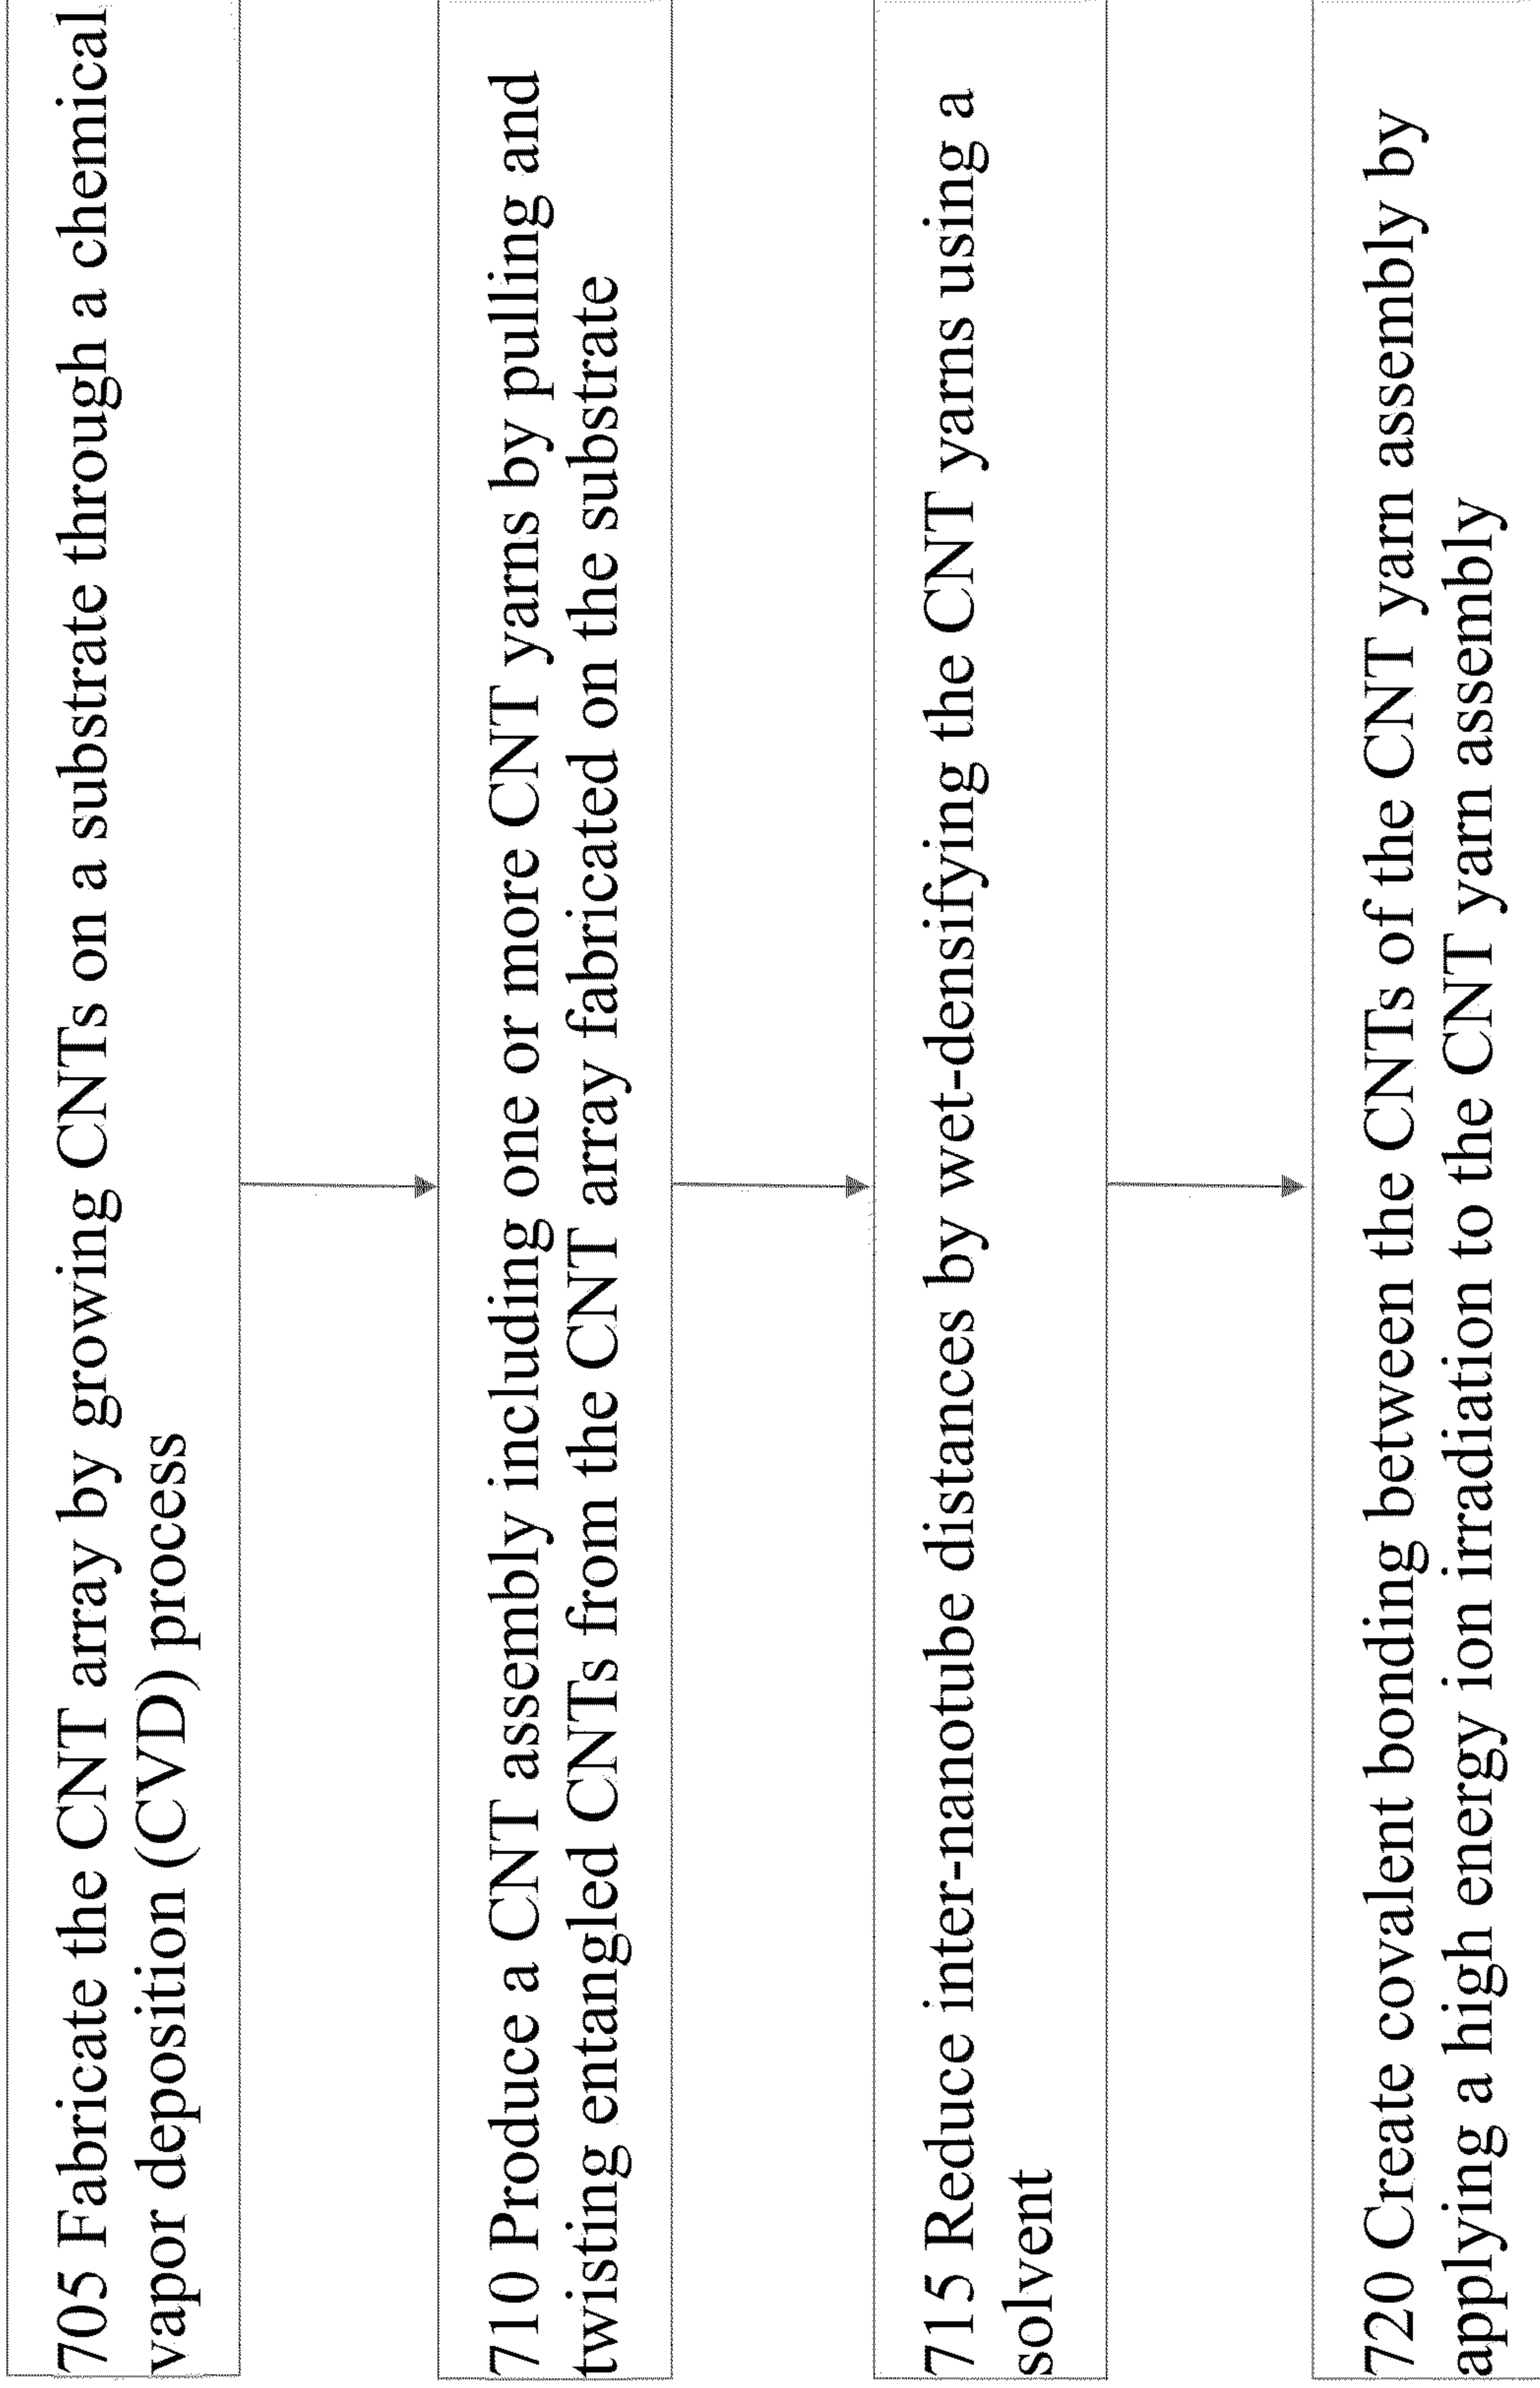 705 Fabricate the CNT array by growing CNTs on a substrate through a chemical
vapor deposition (CVD) process
710 Produce a CNT assembly including one or more CNT yarns by pulling and
twisting entangled CNTs from the CNT array fabricated on the substrate
715 Reduce inter-nanotube distances by wet-densifying the CNT yarns using a
solvent
720 Create covalent bonding between the CNTs of the CNT yarn assembly by
applying a high energy ion irradiation to the CNT yarn assembly